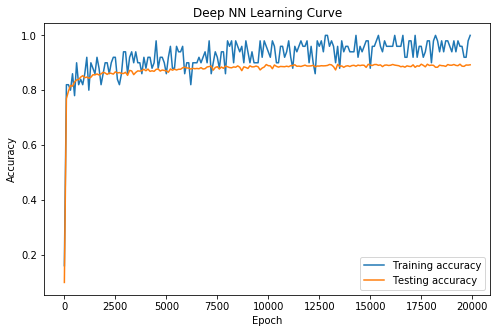 Deep NN Learning Curve
1.0
0.8
0.6
0.4
0.2
Accuracy
0 2500 5000 7500 10000 12500 15000 17500 20000
Epoch
Training accuracy
Testing accuracy